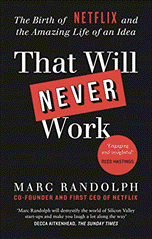 The Birth of NETFLIX and
the Amazing Life of an Idea
That Will
NEVER
Work
'Engaging
and insightful'
REED HASTINGS
MARC RANDOLPH
CO-FOUNDER AND FIRST CEO OF NETFLIX
'Marc Randolph will demystify the world of Silicon Valley
start-ups and make you laugh a lot along the way'
DECCA AITKENHEAD, THE SUNDAY TIMES